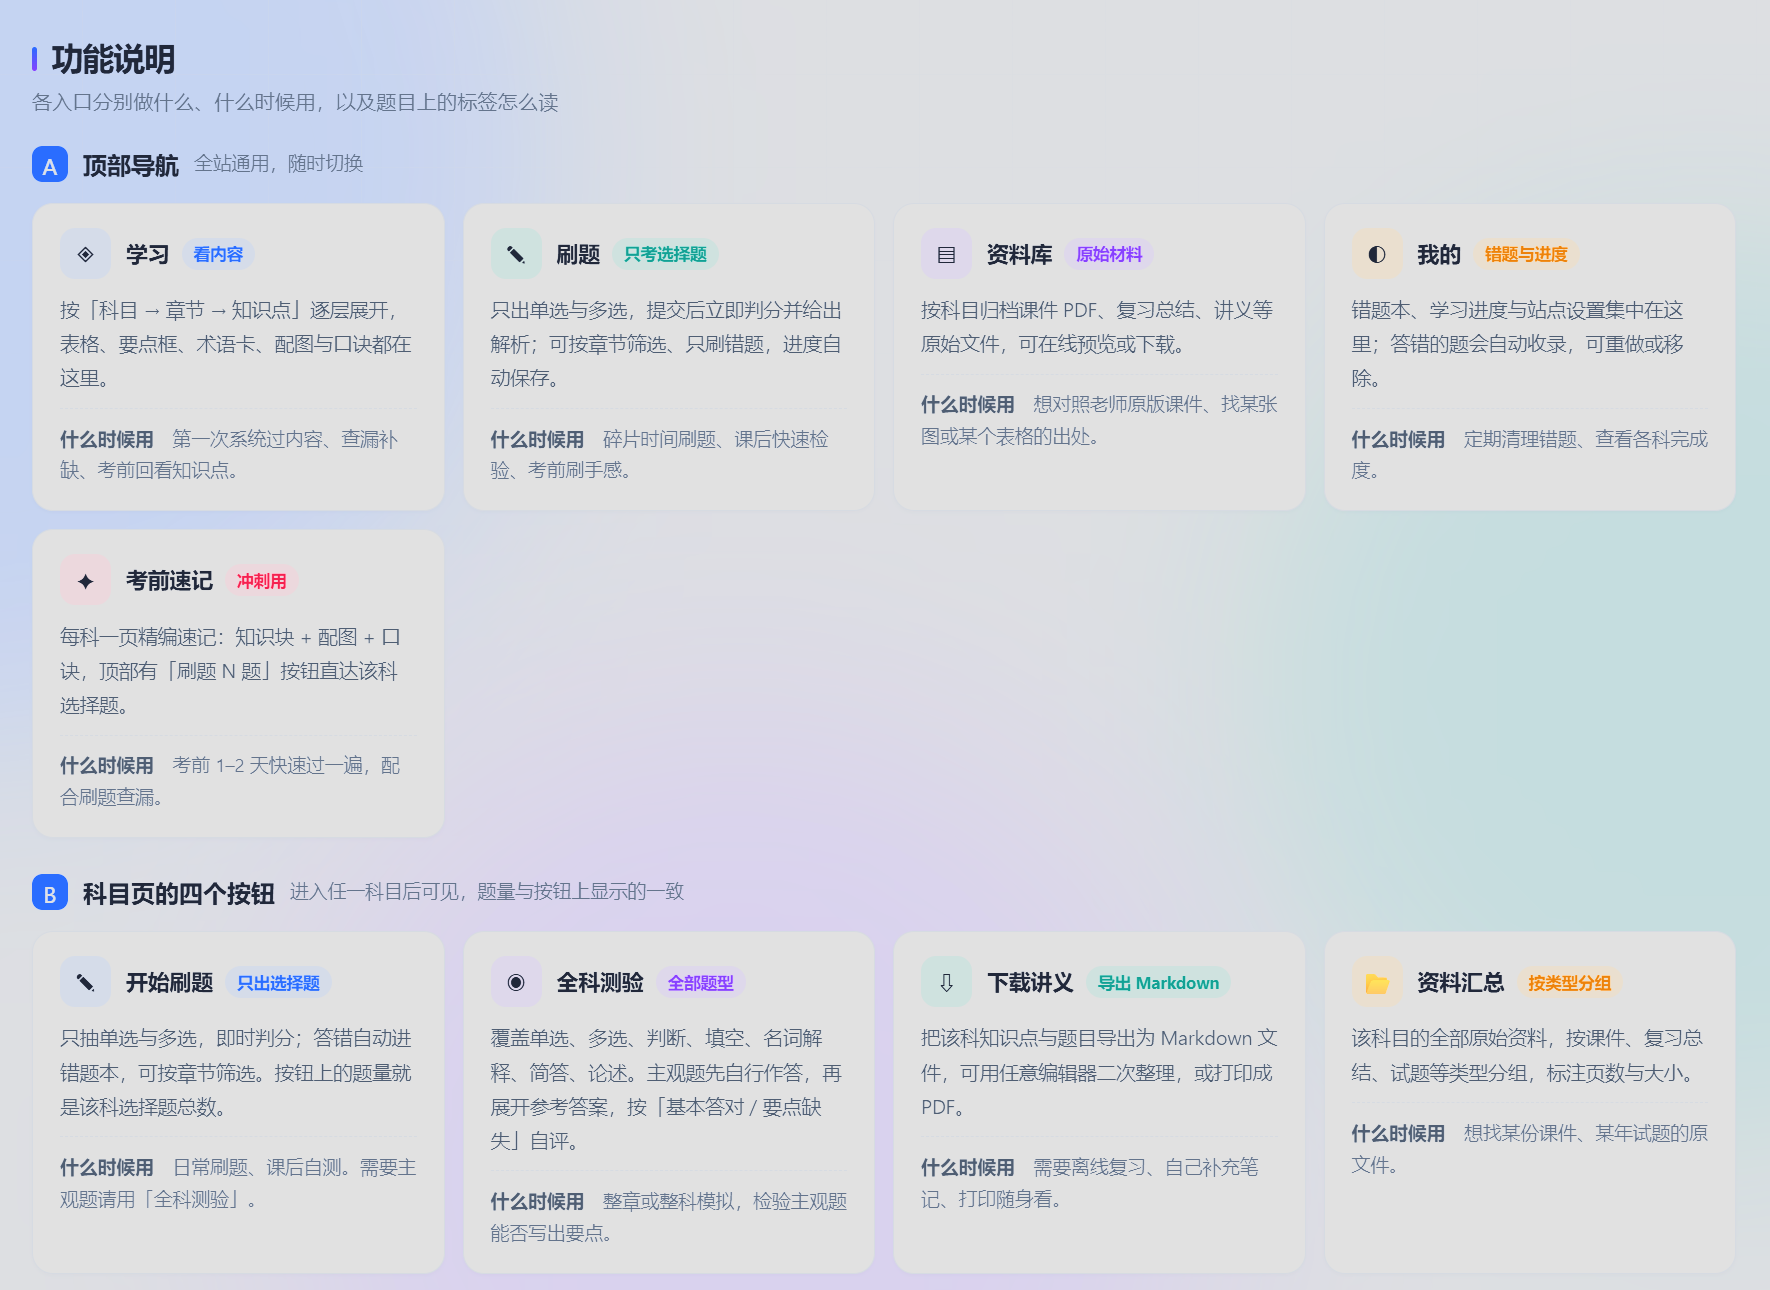 功能说明
各入口分别做什么、什么时候用，以及题目上的标签怎么读
A 顶部导航 全站通用，随时切换
学习 看内容
按「科目 → 章节 → 知识点」逐层展开，
表格、要点框、术语卡、配图与口诀都在
这里。
什么时候用 第一次系统过内容、查漏补
缺、考前回看知识点。
刷题 只考选择题
只出单选与多选，提交后立即判分并给出
解析；可按章节筛选、只刷错题，进度自
动保存。
什么时候用 碎片时间刷题、课后快速检
验、考前刷手感。
资料库 原始材料
按科目归档课件 PDF、复习总结、讲义等
原始文件，可在线预览或下载。
什么时候用 想对照老师原版课件、找某张
图或某个表格的出处。
我的 错题与进度
错题本、学习进度与站点设置集中在这
里；答错的题会自动收录，可重做或移
除。
什么时候用 定期清理错题、查看各科完成
度。
考前速记 冲刺用
每科一页精编速记：知识块 + 配图 + 口
诀，顶部有「刷题 N 题」按钮直达该科
选择题。
什么时候用 考前 1–2 天快速过一遍，配
合刷题查漏。
B 科目页的四个按钮 进入任一科目后可见，题量与按钮上显示的一致
开始刷题 只出选择题
只抽单选与多选，即时判分；答错自动进
错题本，可按章节筛选。按钮上的题量就
是该科选择题总数。
什么时候用 日常刷题、课后自测。需要主
观题请用「全科测验」。
全科测验 全部题型
覆盖单选、多选、判断、填空、名词解
释、简答、论述。主观题先自行作答，再
展开参考答案，按「基本答对 / 要点缺
失」自评。
什么时候用 整章或整科模拟，检验主观题
能否写出要点。
下载讲义 导出 Markdown
把该科知识点与题目导出为 Markdown 文
件，可用任意编辑器二次整理，或打印成
PDF。
什么时候用 需要离线复习、自己补充笔
记、打印随身看。
资料汇总 按类型分组
该科目的全部原始资料，按课件、复习总
结、试题等类型分组，标注页数与大小。
什么时候用 想找某份课件、某年试题的原
文件。